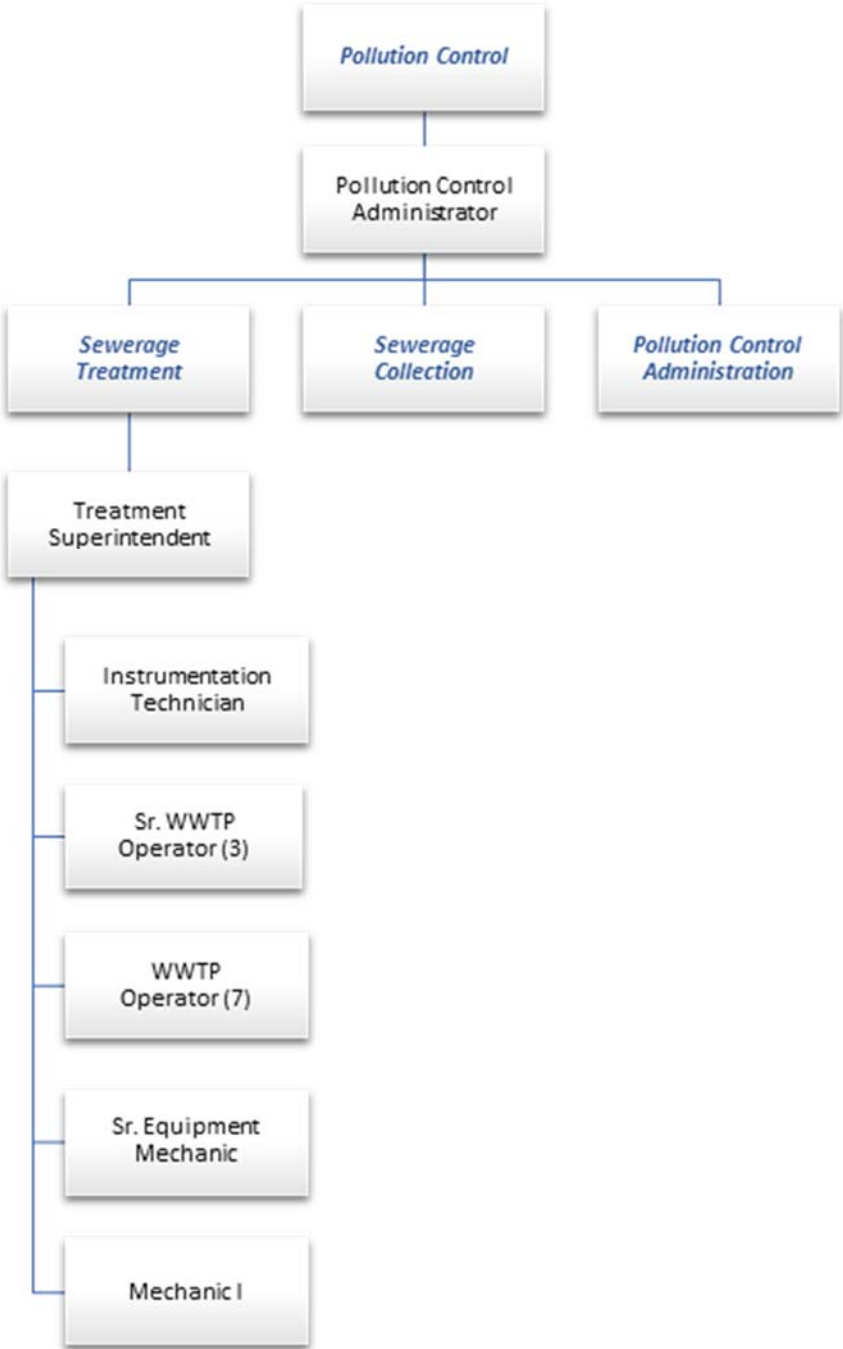 Pollution Control
Pollution Control
Administrator
Sewerage
Treatment
Sewerage
Collection
Pollution Control
Administration
Treatment
Superintendent
Instrumentation
Technician
Sr. WWTP
Operator (3)
WWTP
Operator (7)
Sr. Equipment
Mechanic
Mechanic I